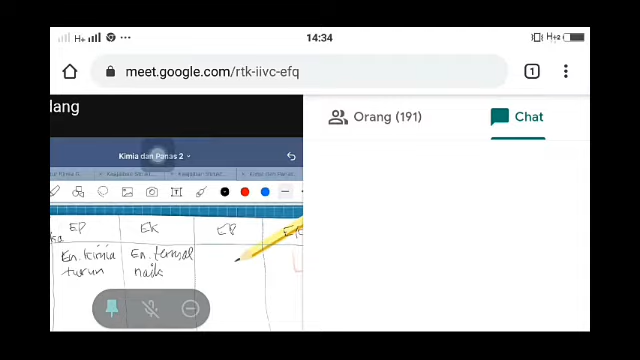 14:34
meet.google.com/rtk-iivc-efq
1
lang
Orang (191)
Chat
Kimia dan Panas 2
EP
EK
En. kimia
turun
En. termal
naik